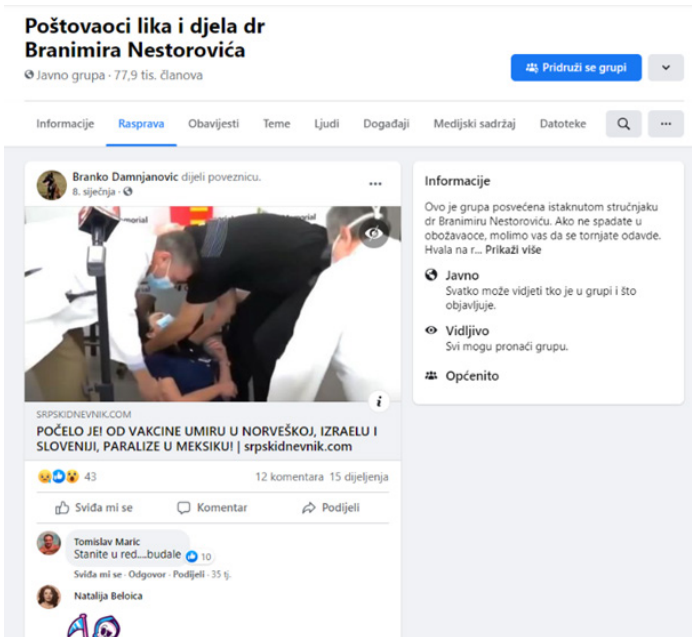 Poštovaoci lika i djela dr
Branimira Nestorovića
Javno grupa · 77,9 tis. članova
Pridruži se grupi
Informacije Rasprava Obavijesti Teme Ljudi Događaji Medijski sadržaj Datoteke
Branko Damnjanovic dijeli poveznicu.
8. siječnja ·
morial
morial
SRPSKIDNEVNIK.COM
POČELO JE! OD VAKCINE UMIRU U NORVEŠKOJ, IZRAELU I
SLOVENIJI, PARALIZE U MEKSIKU! | srpskidnevnik.com
43
12 komentara 15 dijeljenja
Sviđa mi se Komentar Podijeli
Tomislav Maric
Stanite u red....budale 10
Sviđa mi se · Odgovor · Podijeli · 35 tj.
Natalija Beloica
Informacije
Ovo je grupa posvećena istaknutom stručnjaku
dr Branimiru Nestoroviću. Ako ne spadate u
obožavaoce, molimo vas da se tornjate odavde.
Hvala na r... Prikaži više
Javno
Svatko može vidjeti tko je u grupi i što
objavljuje.
Vidljivo
Svi mogu pronaći grupu.
Općenito